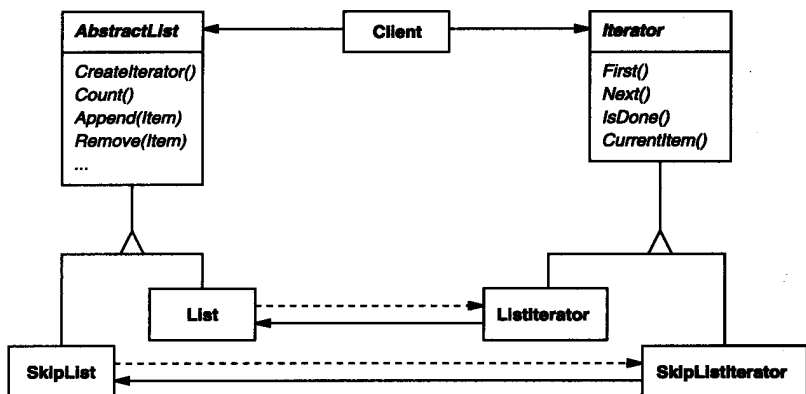 AbstractList
Client
Iterator
CreateIterator()
Count()
Append(Item)
Remove(Item)
...
First()
Next()
IsDone()
CurrentItem()
List
ListIterator
SkipList
SkipListIterator